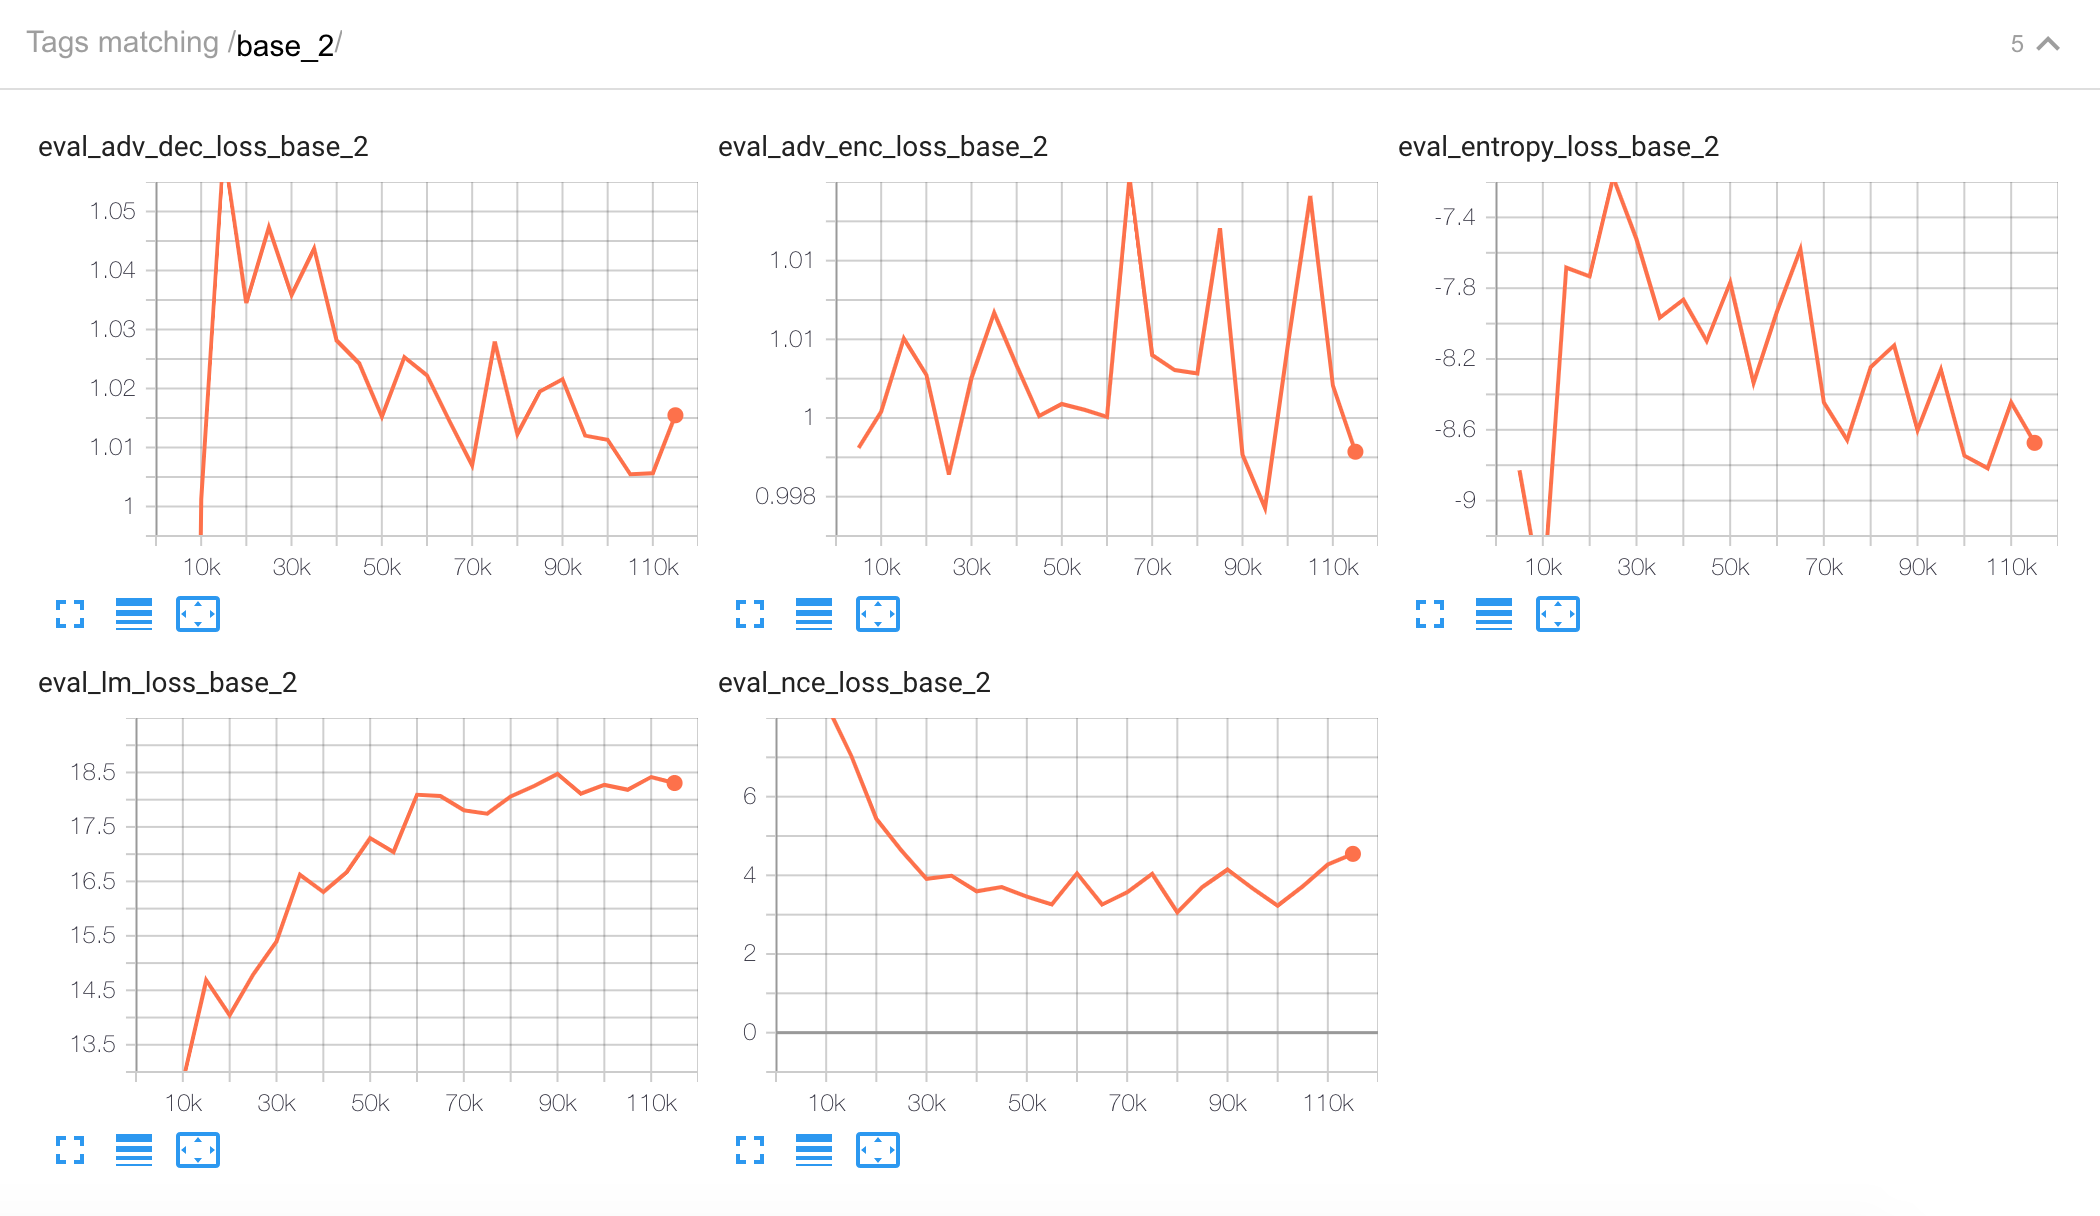 Tags matching /base_2/
5
eval_adv_dec_loss_base_2
1.05
1.04
1.03
1.02
1.01
1
10k 30k 50k 70k 90k 110k
eval_adv_enc_loss_base_2
1.01
1.01
1
0.998
10k 30k 50k 70k 90k 110k
eval_entropy_loss_base_2
-7.4
-7.8
-8.2
-8.6
-9
10k 30k 50k 70k 90k 110k
eval_lm_loss_base_2
18.5
17.5
16.5
15.5
14.5
13.5
10k 30k 50k 70k 90k 110k
eval_nce_loss_base_2
6
4
2
0
10k 30k 50k 70k 90k 110k